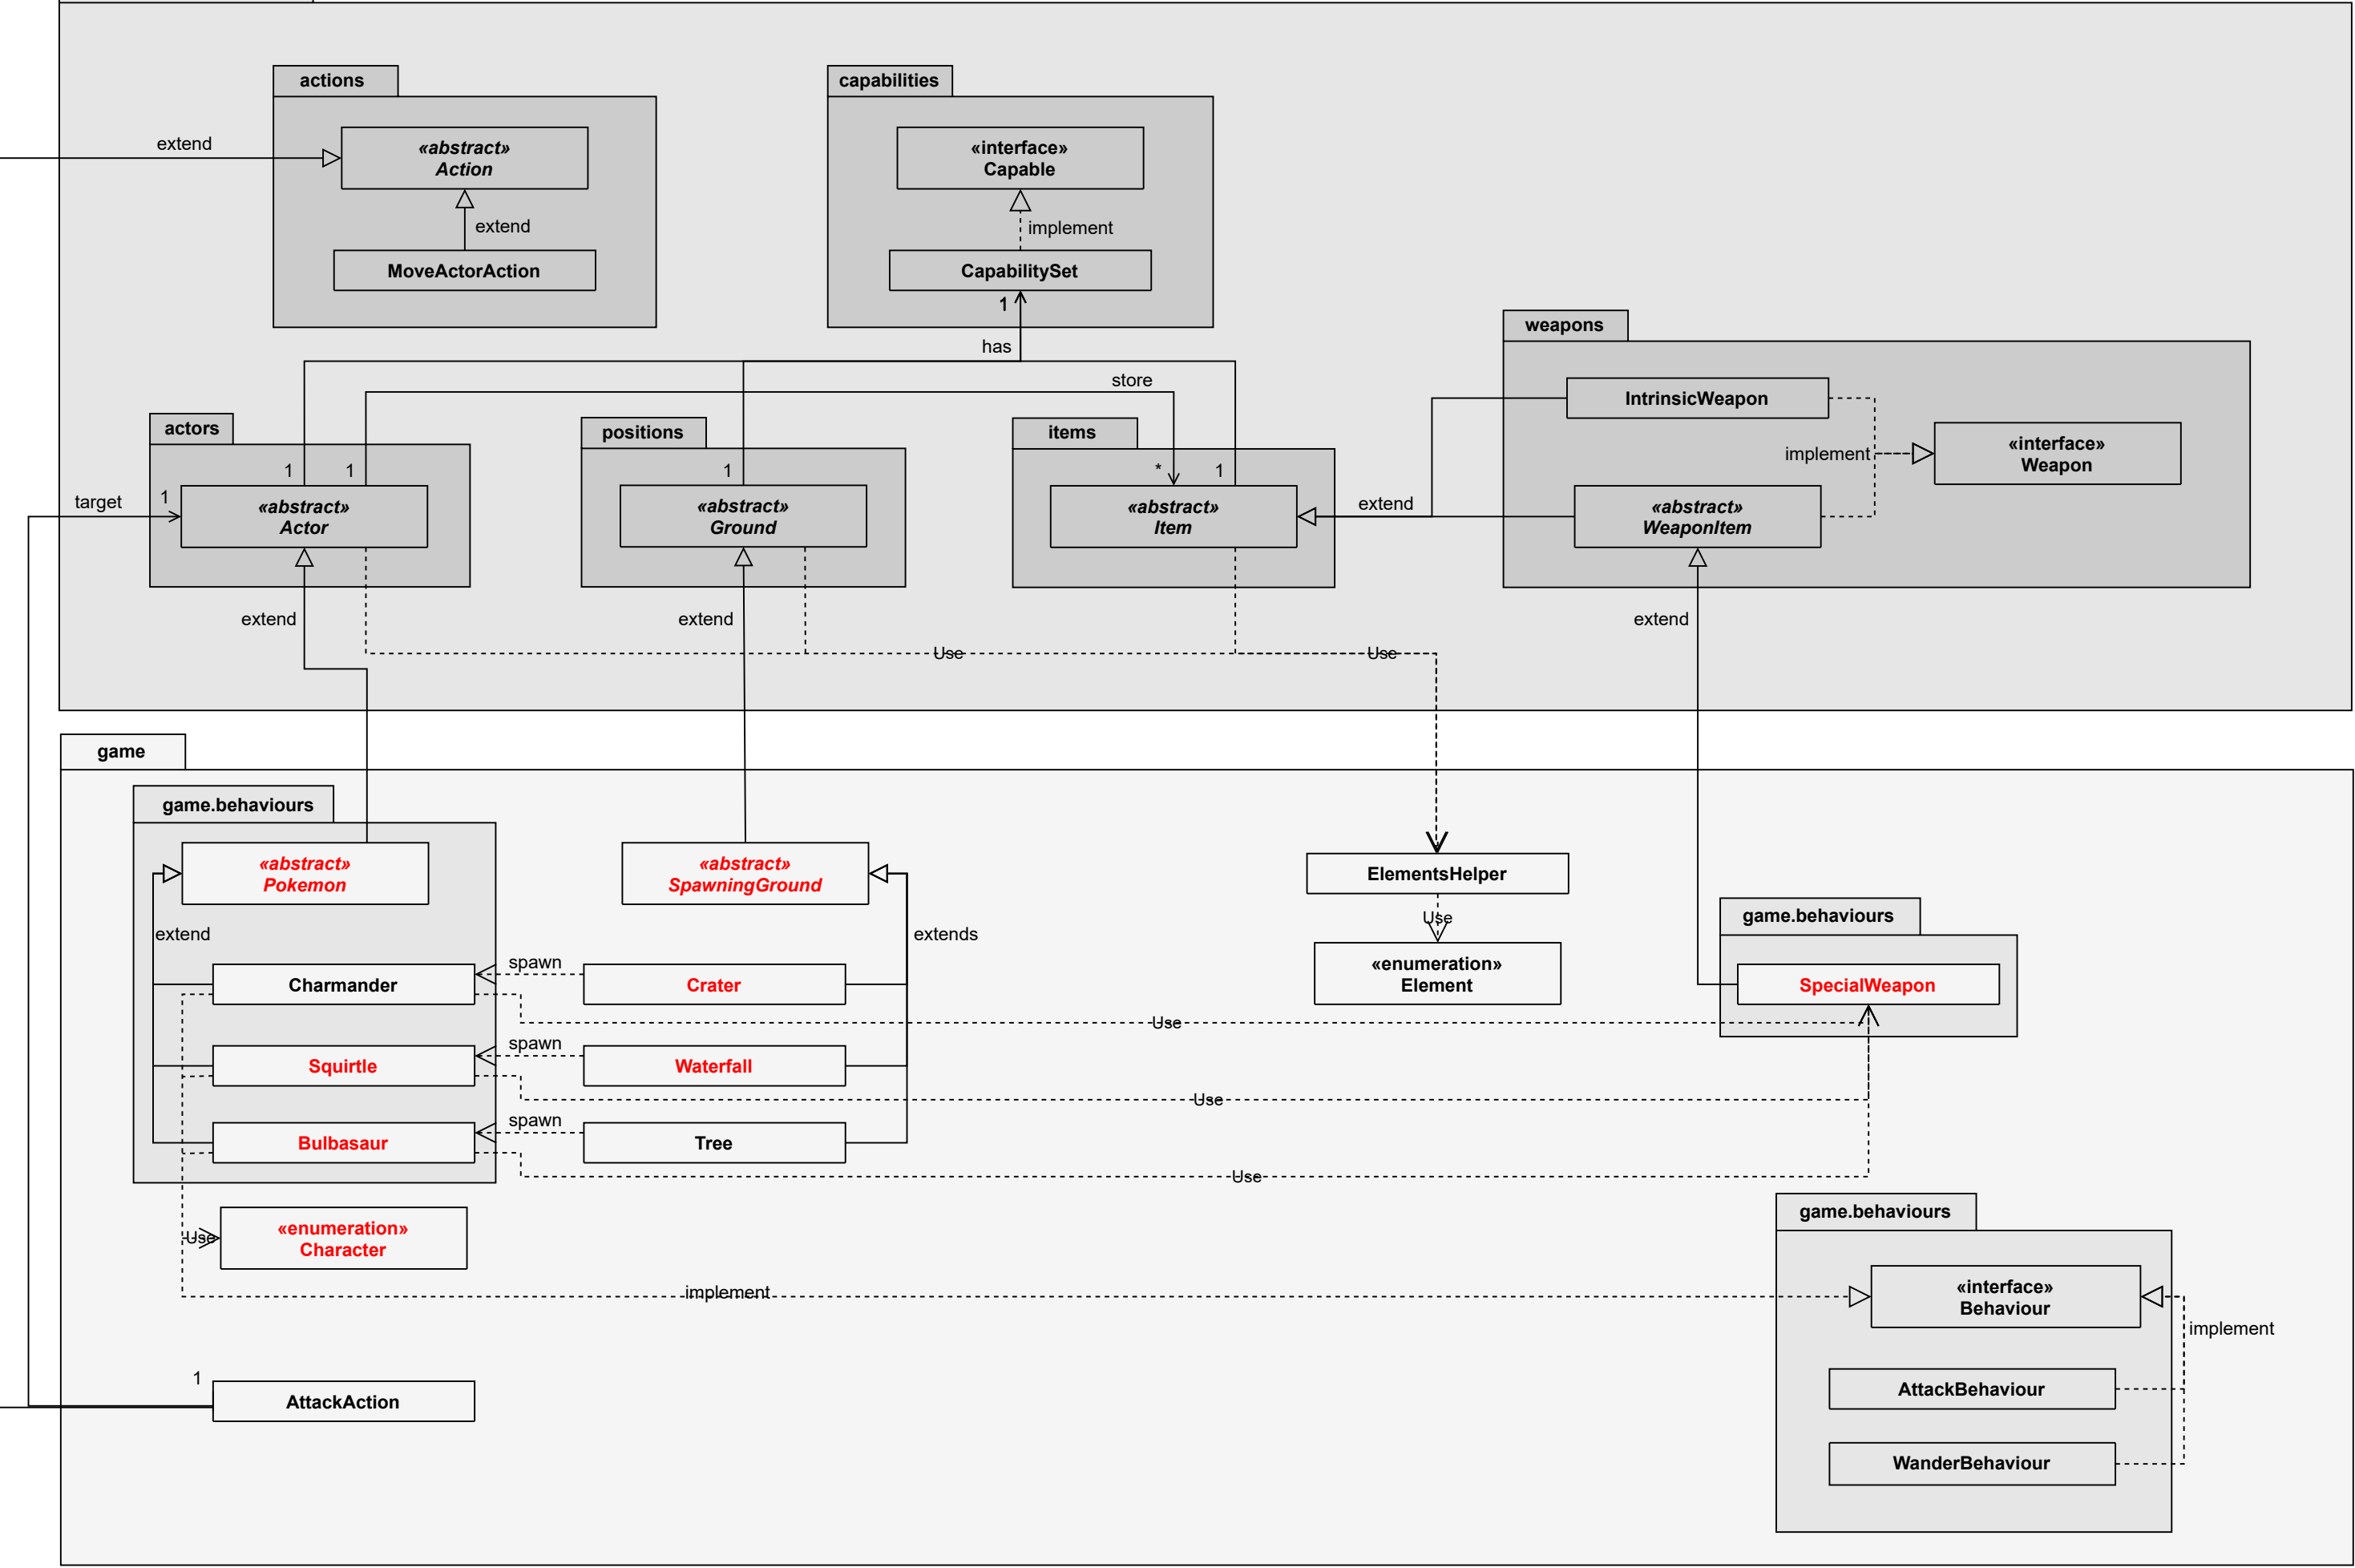 actions
capabilities
extend
«abstract»
Action
«interface»
Capable
extend
implement
MoveActorAction
CapabilitySet
1
has
weapons
store
IntrinsicWeapon
actors
positions
items
«interface»
Weapon
implement
1
1
1
*
1
target
1
«abstract»
Actor
«abstract»
Ground
«abstract»
Item
extend
«abstract»
WeaponItem
extend
extend
extend
Use
Use
game
game.behaviours
«abstract»
Pokemon
«abstract»
SpawningGround
ElementsHelper
Use
game.behaviours
extend
extends
spawn
Charmander
Crater
«enumeration»
Element
SpecialWeapon
Use
spawn
Squirtle
Waterfall
Use
spawn
Bulbasaur
Tree
Use
game.behaviours
«enumeration»
Character
Use
implement
«interface»
Behaviour
implement
1
AttackAction
AttackBehaviour
WanderBehaviour